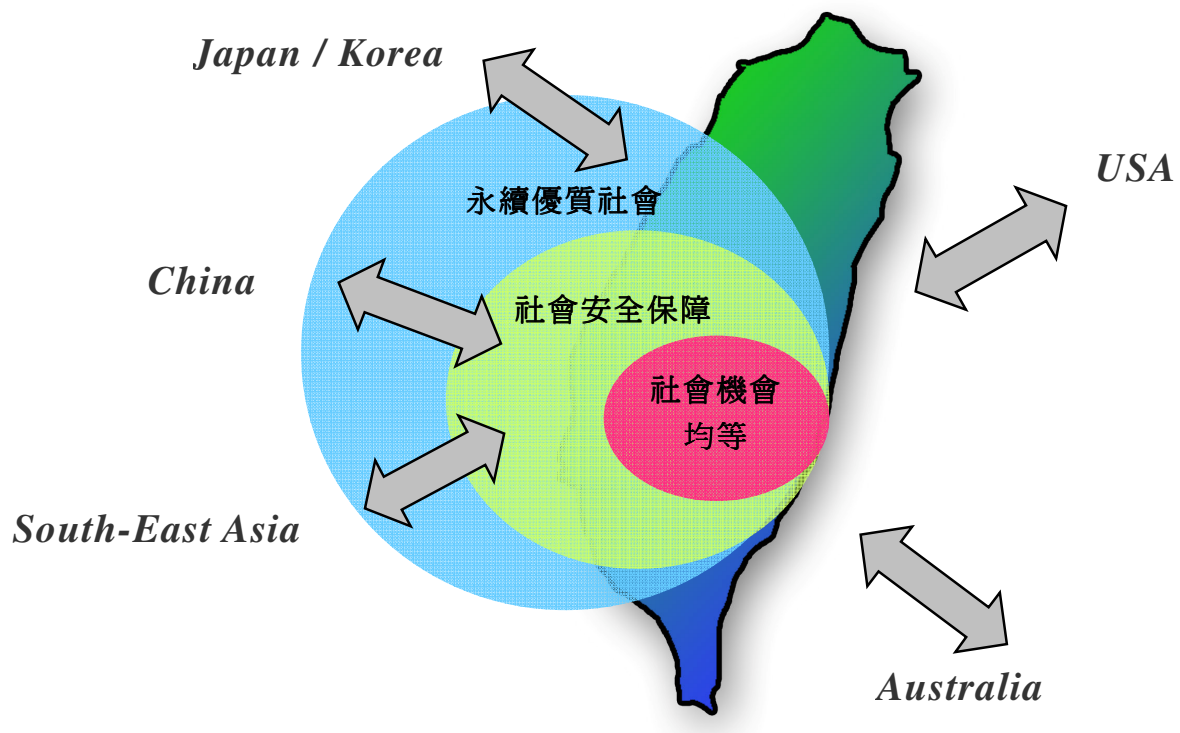 Japan / Korea
USA
永續優質社會
China
社會安全保障
社會機會
均等
South-East Asia
Australia